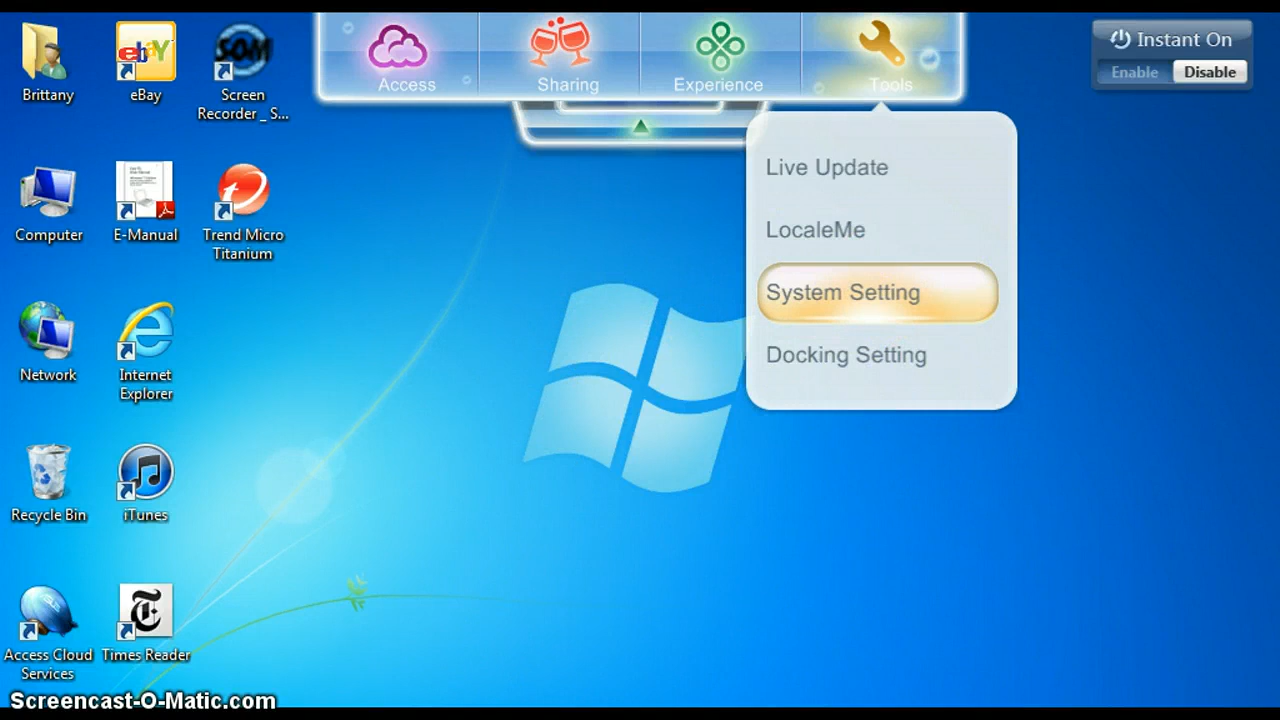 Access
Sharing
Experience
Tools
Instant On
Enable
Disable
Live Update
LocaleMe
System Setting
Docking Setting
Brittany
ebay
eBay
SOM
Screen
Recorder _ S...
Computer
E-Manual
Trend Micro
Titanium
Network
Internet
Explorer
Recycle Bin
iTunes
Access Cloud
Services
T
Times Reader
Screencast-O-Matic.com